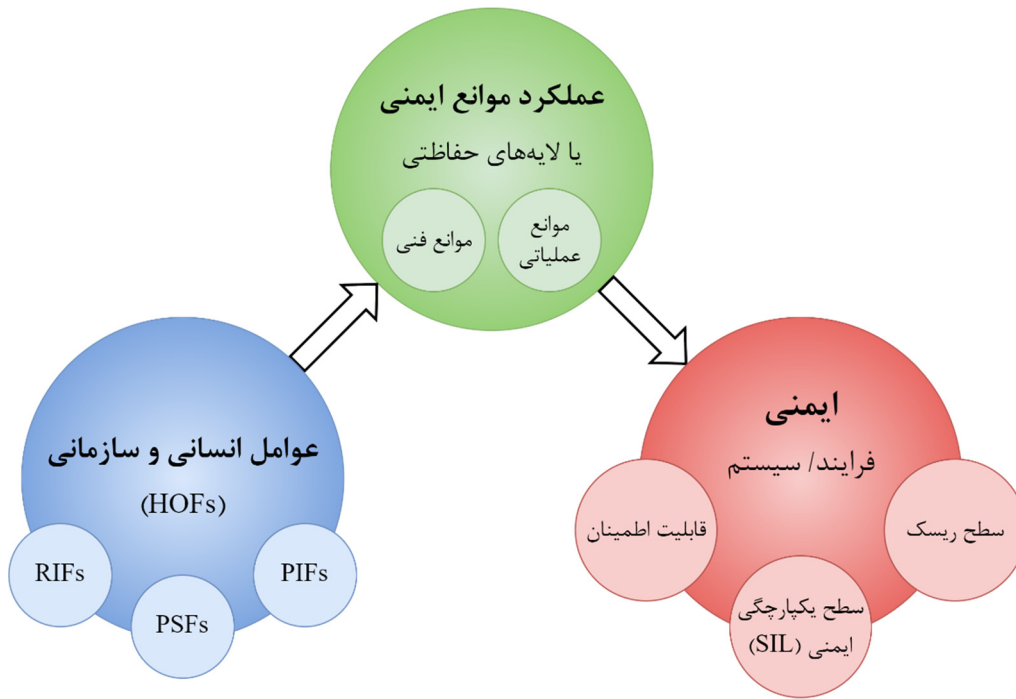 عملکرد موانع ایمنی
یا لایه‌های حفاظتی
موانع
عملیاتی
موانع فنی
ایمنی
فرایند/ سیستم
سطح ریسک
سطح یکپارچگی
ایمنی (SIL)
قابلیت اطمینان
عوامل انسانی و سازمانی
(HOFs)
PIFs
PSFs
RIFs